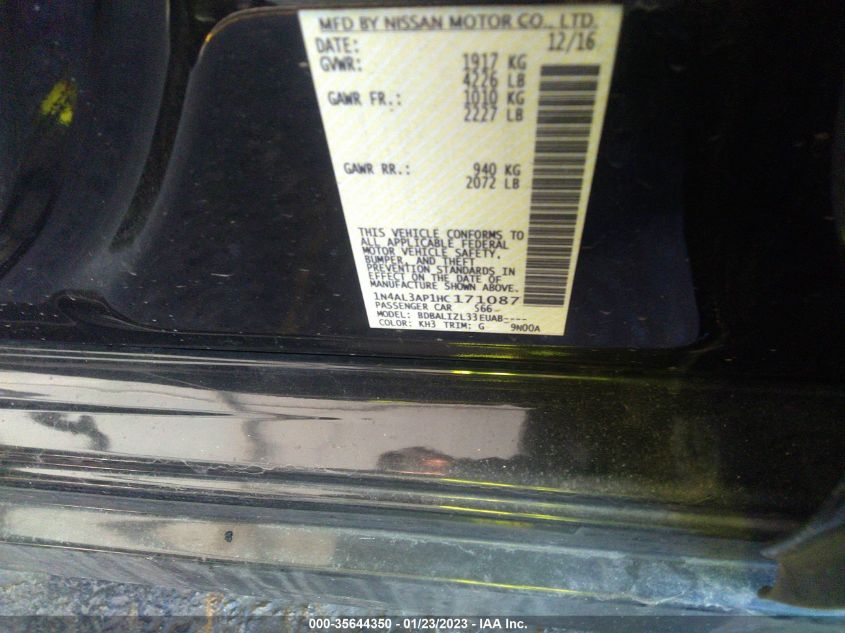 MFD BY NISSAN MOTOR CO., LTD.
DATE: 12/16
GVWR: 1917 KG
4226 LB
GAWR FR.: 1010 KG
2227 LB
GAWR RR.: 940 KG
2072 LB
THIS VEHICLE CONFORMS TO
ALL APPLICABLE FEDERAL
MOTOR VEHICLE SAFETY,
BUMPER, AND THEFT
PREVENTION STANDARDS IN
EFFECT ON THE DATE OF
MANUFACTURE SHOWN ABOVE.
1N4AL3AP1HC171087
PASSENGER CAR 566
MODEL: BDBALIZL33EUAB----
COLOR: KH3 TRIM: G 9N00A
000-35644350 - 01/23/2023 - IAA Inc.